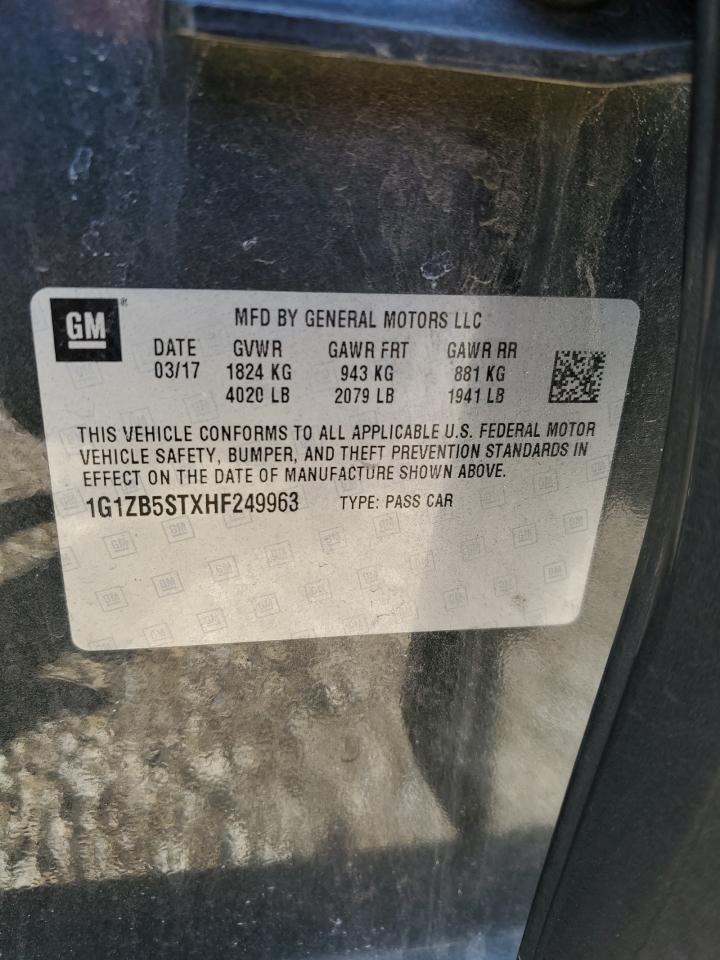 GM®
MFD BY GENERAL MOTORS LLC
DATE GVWR GAWR FRT GAWR RR
03/17 1824 KG 943 KG 881 KG
4020 LB 2079 LB 1941 LB
THIS VEHICLE CONFORMS TO ALL APPLICABLE U.S. FEDERAL MOTOR
VEHICLE SAFETY, BUMPER, AND THEFT PREVENTION STANDARDS IN
EFFECT ON THE DATE OF MANUFACTURE SHOWN ABOVE.
1G1ZB5STXHF249963 TYPE: PASS CAR